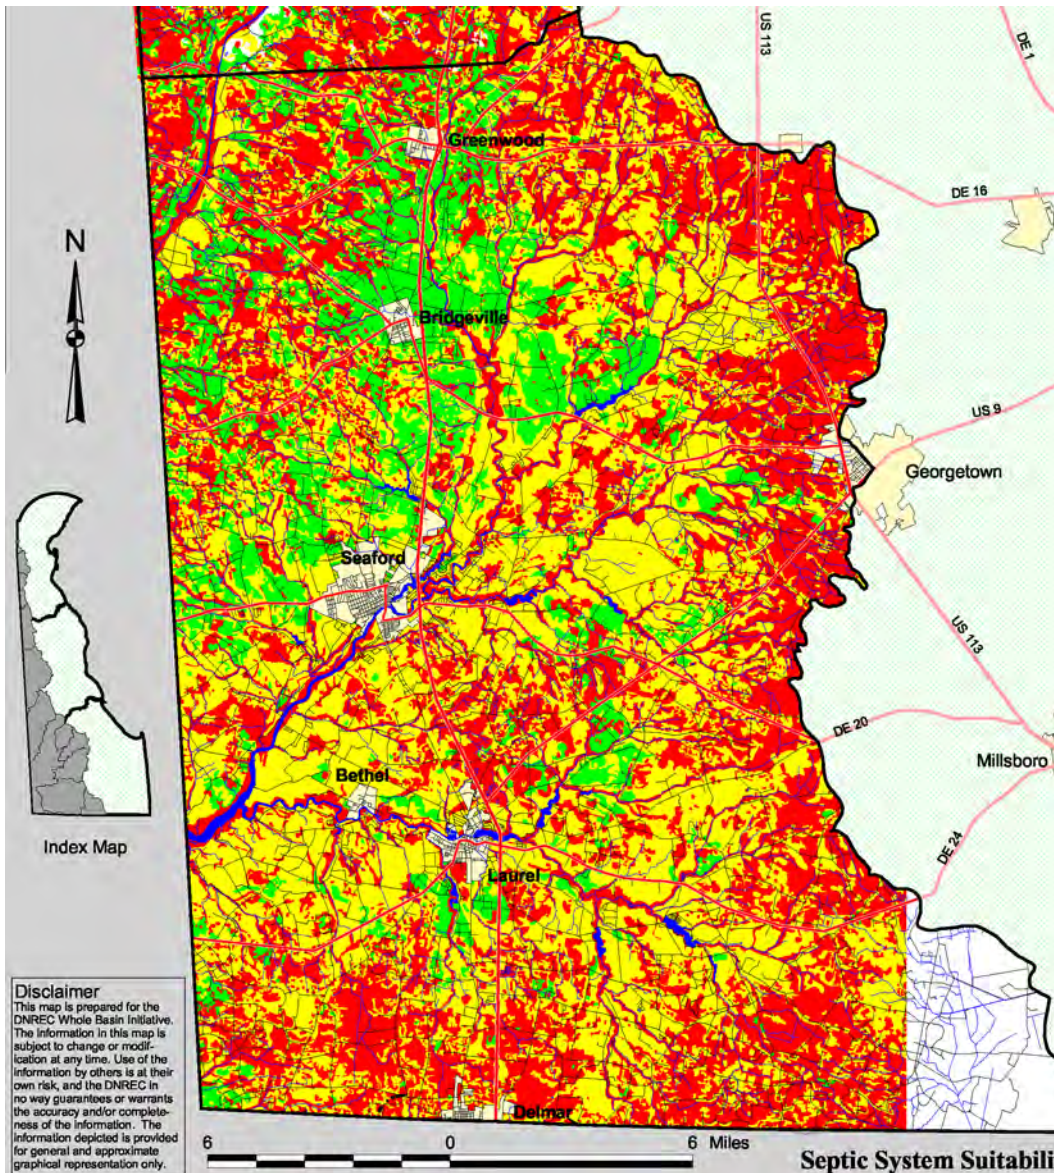 US 113
DE 1
Greenwood
DE 16
N
Bridgeville
US 9
Georgetown
Seaford
US 113
DE 20
Bethel
Millsboro
Index Map
DE 24
Laurel
Disclaimer
This map is prepared for the
DNREC Whole Basin Initiative.
The information in this map is
subject to change or modif-
ication at any time. Use of the
information by others is at their
own risk, and the DNREC in
no way guarantees or warrants
the accuracy and/or complete-
ness of the information. The
information depicted is provided
for general and approximate
graphical representation only.
Delmar
6 0 6 Miles
Septic System Suitabili